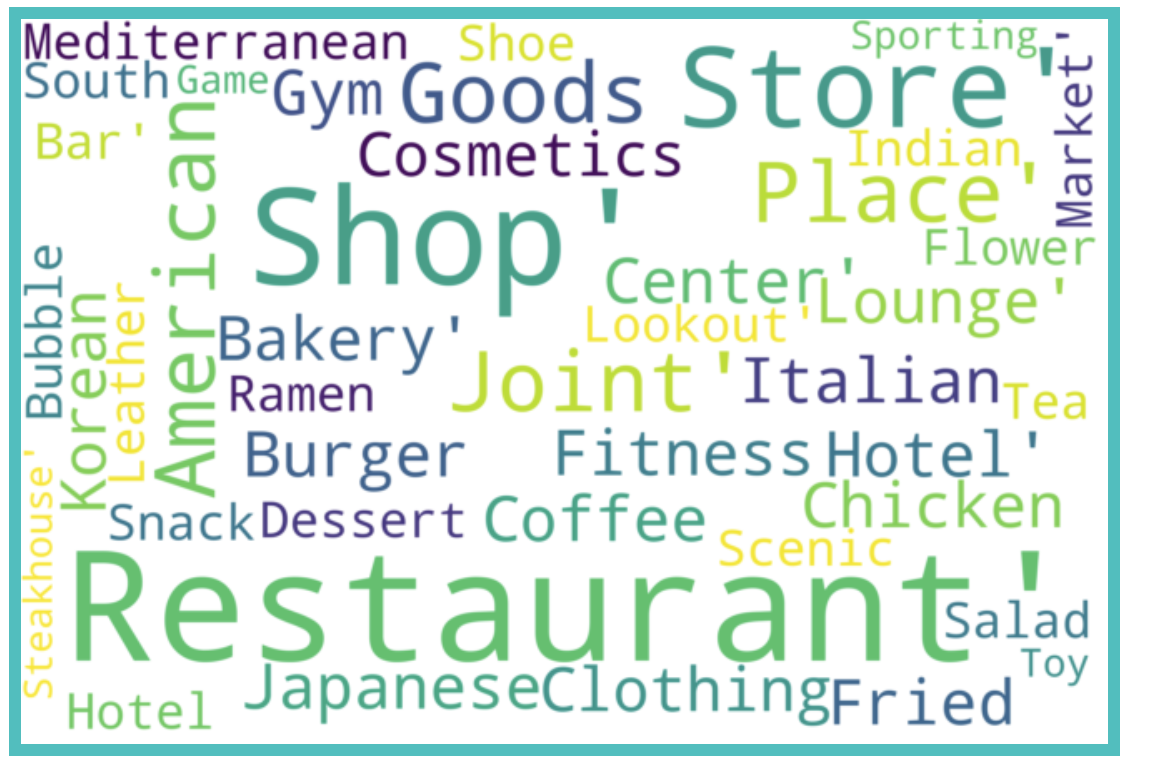 Mediterranean
Shoe
Sporting
South
Game
Gym
Goods
Store'
Market'
Bar'
American
Cosmetics
Indian
Place'
Shop'
Flower
Bubble
Korean
Leather
Center'
Lounge'
Bakery'
Lookout'
Ramen
Joint'
Italian
Tea
Burger
Fitness
Hotel'
Steakhouse'
Snack
Dessert
Coffee
Chicken
Scenic
Restaurant'
Salad
Toy
Hotel
Japanese
Clothing
Fried